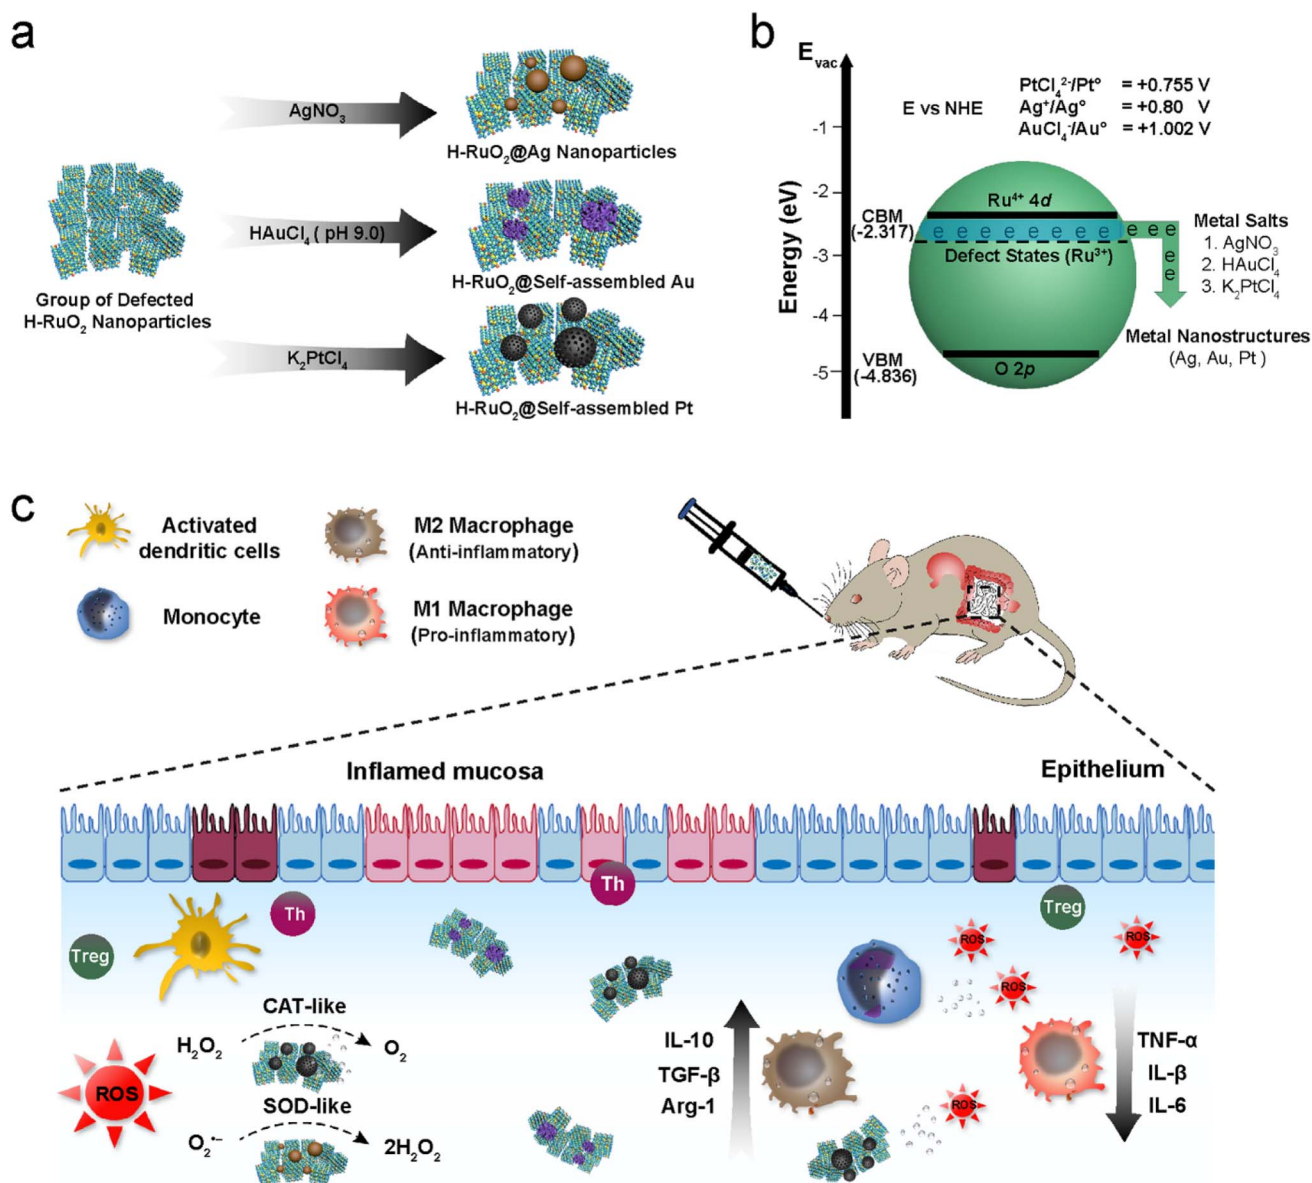 a
AgNO₃
H-RuO₂@Ag Nanoparticles
HAuCl₄ ( pH 9.0)
H-RuO₂@Self-assembled Au
Group of Defected
H-RuO₂ Nanoparticles
K₂PtCl₄
H-RuO₂@Self-assembled Pt
b
E vac
Energy (eV)
-1
-2
-3
-4
-5
E vs NHE
PtCl₄²⁻/Pt° = +0.755 V
Ag⁺/Ag° = +0.80 V
AuCl₄⁻/Au° = +1.002 V
CBM
(-2.317)
VBM
(-4.836)
Ru⁴⁺ 4d
e e e e e e e e e e e e
e
e
Defect States (Ru³⁺)
O 2p
Metal Salts
1. AgNO₃
2. HAuCl₄
3. K₂PtCl₄
Metal Nanostructures
(Ag, Au, Pt )
c
Activated
dendritic cells
M2 Macrophage
(Anti-inflammatory)
Monocyte
M1 Macrophage
(Pro-inflammatory)
Inflamed mucosa
Epithelium
Treg
Th
Th
Treg
ROS
ROS
ROS
CAT-like
H₂O₂
O₂
ROS
SOD-like
O₂•⁻
2H₂O₂
IL-10
TGF-β
Arg-1
ROS
TNF-α
IL-β
IL-6